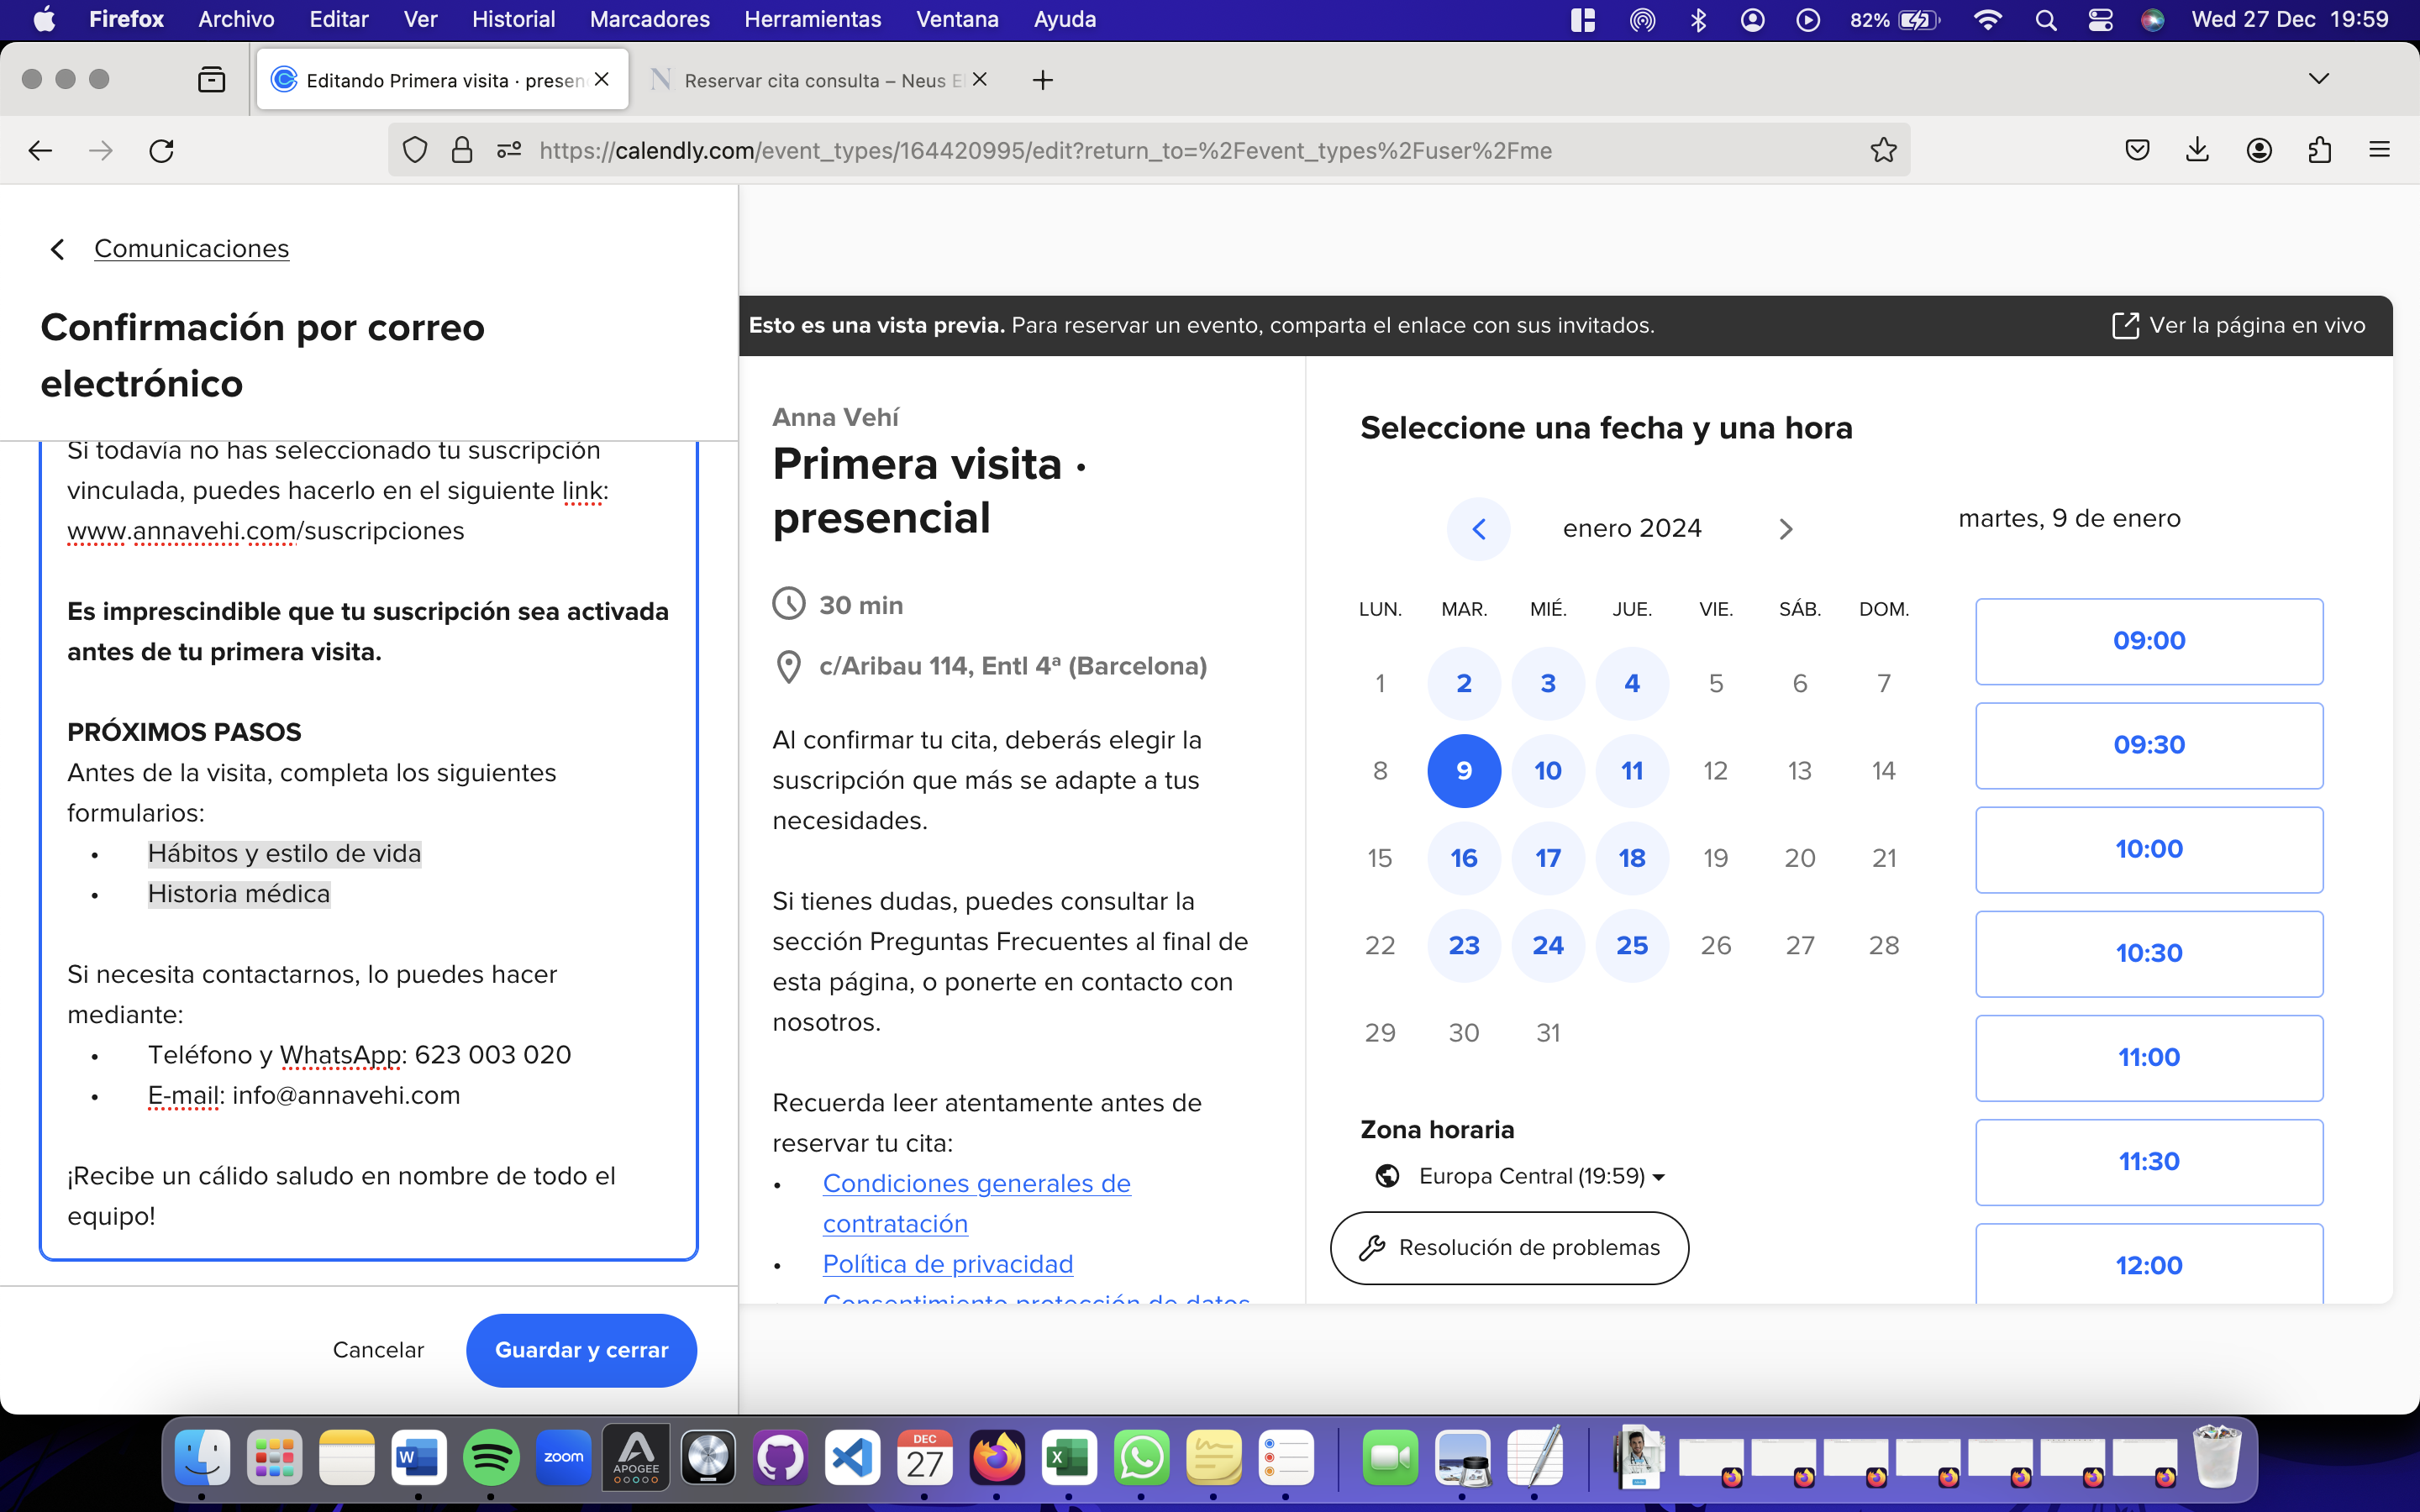 Firefox Archivo Editar Ver Historial Marcadores Herramientas Ventana Ayuda 82% Wed 27 Dec 19:59
Editando Primera visita · presen
Reservar cita consulta – Neus E
https://calendly.com/event_types/164420995/edit?return_to=%2Fevent_types%2Fuser%2Fme
Comunicaciones
Confirmación por correo
electrónico
Si todavía no has seleccionado tu suscripción
vinculada, puedes hacerlo en el siguiente link:
www.annavehi.com/suscripciones
Es imprescindible que tu suscripción sea activada
antes de tu primera visita.
PRÓXIMOS PASOS
Antes de la visita, completa los siguientes
formularios:
• Hábitos y estilo de vida
• Historia médica
Si necesita contactarnos, lo puedes hacer
mediante:
• Teléfono y WhatsApp: 623 003 020
• E-mail: info@annavehi.com
¡Recibe un cálido saludo en nombre de todo el
equipo!
Cancelar
Guardar y cerrar
Esto es una vista previa. Para reservar un evento, comparta el enlace con sus invitados.
Ver la página en vivo
Anna Vehí
Primera visita ·
presencial
30 min
c/Aribau 114, Entl 4ª (Barcelona)
Al confirmar tu cita, deberás elegir la
suscripción que más se adapte a tus
necesidades.
Si tienes dudas, puedes consultar la
sección Preguntas Frecuentes al final de
esta página, o ponerte en contacto con
nosotros.
Recuerda leer atentamente antes de
reservar tu cita:
• Condiciones generales de
contratación
• Política de privacidad
Consentimiento protección de datos
Seleccione una fecha y una hora
enero 2024
LUN. MAR. MIÉ. JUE. VIE. SÁB. DOM.
1 2 3 4 5 6 7
8 9 10 11 12 13 14
15 16 17 18 19 20 21
22 23 24 25 26 27 28
29 30 31
Zona horaria
Europa Central (19:59)
Resolución de problemas
martes, 9 de enero
09:00
09:30
10:00
10:30
11:00
11:30
12:00
W
zoom
APOGEE
DEC
27
X